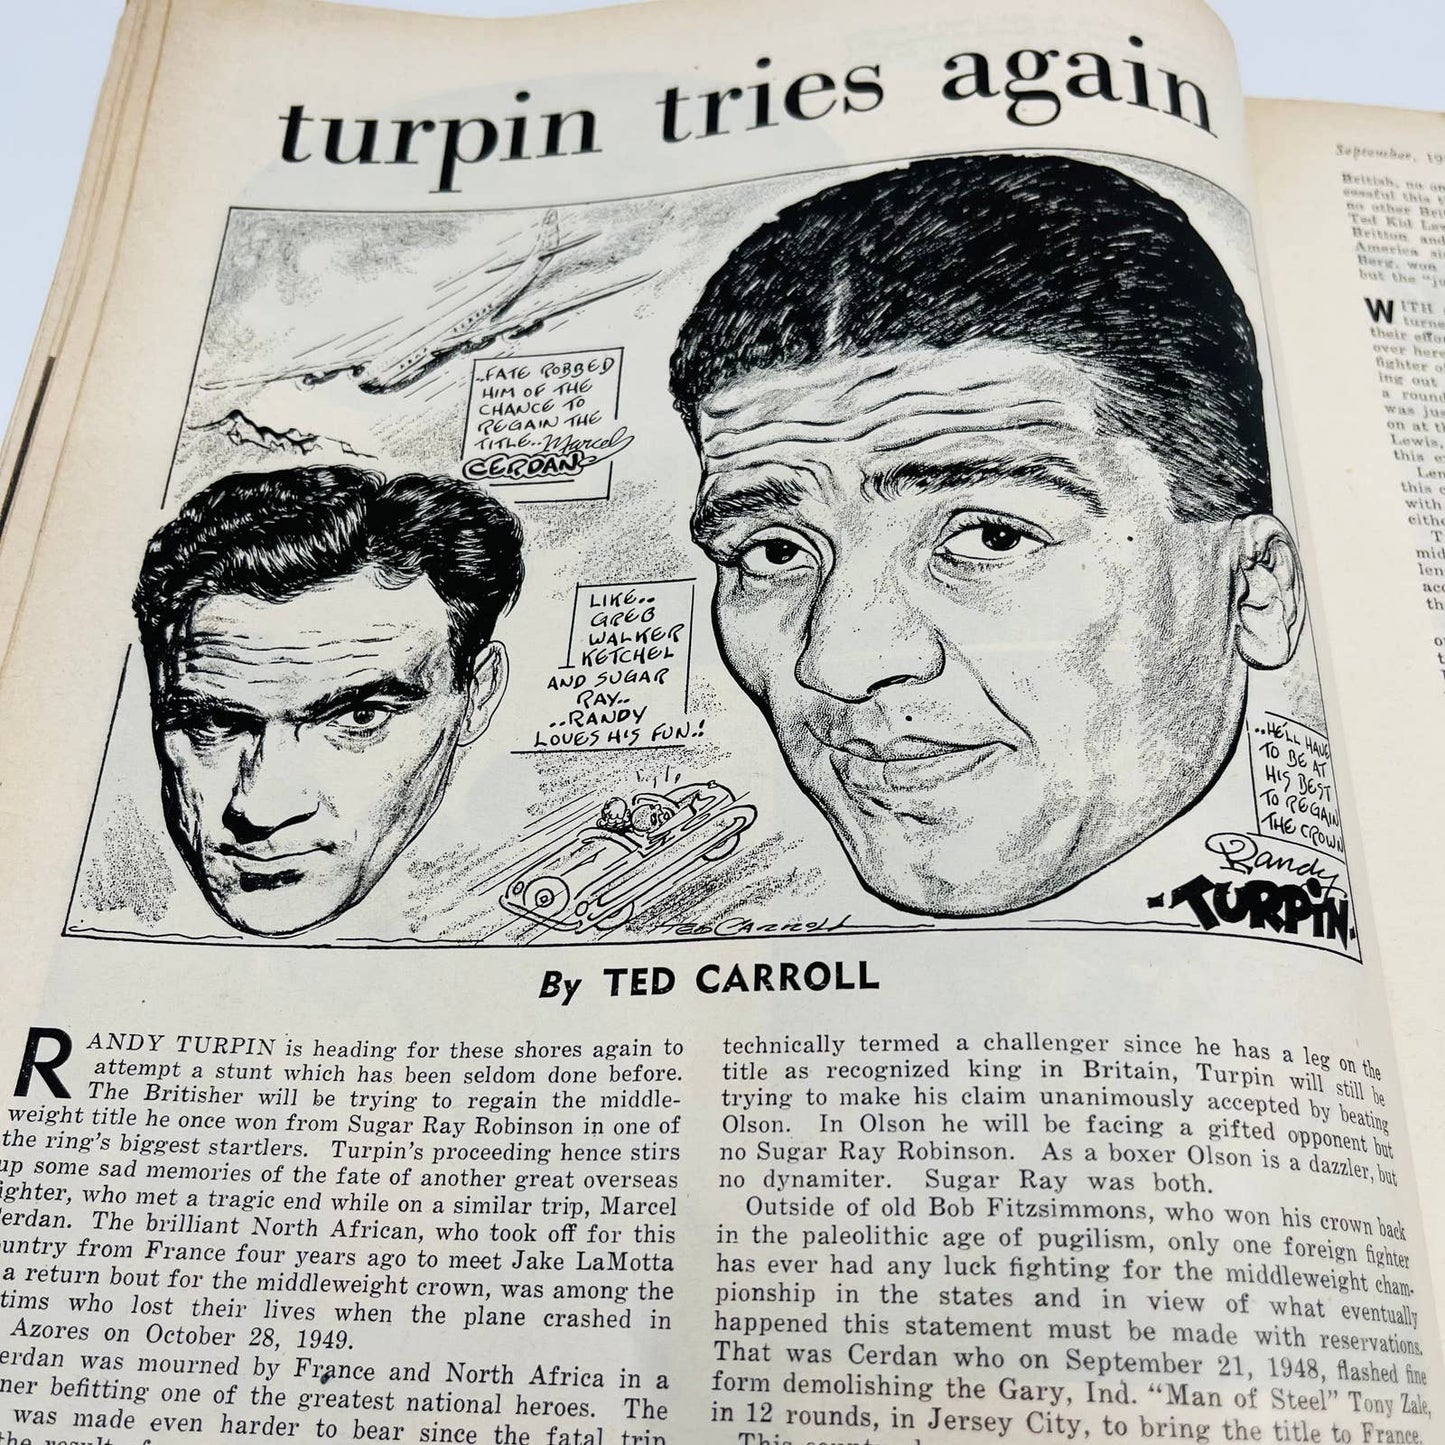 turpin tries again
..FATE ROBBED
HIM OF THE
CHANCE TO
REGAIN THE
TITLE.. Marcel
CERDAN
LIKE..
GREB
WALKER
KETCHEL
AND SUGAR
RAY..
..RANDY
LOVES HIS FUN.!
..HE'LL HAVE
TO BE AT
HIS BEST
TO REGAIN
THE CROWN
Randy
TURPIN.
TED CARROLL
By TED CARROLL
RANDY TURPIN is heading for these shores again to
attempt a stunt which has been seldom done before.
The Britisher will be trying to regain the middle-
weight title he once won from Sugar Ray Robinson in one of
the ring's biggest startlers. Turpin's proceeding hence stirs
up some sad memories of the fate of another great overseas
ighter, who met a tragic end while on a similar trip, Marcel
erdan. The brilliant North African, who took off for this
ountry from France four years ago to meet Jake LaMotta
a return bout for the middleweight crown, was among the
tims who lost their lives when the plane crashed in
Azores on October 28, 1949.
erdan was mourned by France and North Africa in a
ner befitting one of the greatest national heroes. The
was made even harder to bear since the fatal trip
the result of
technically termed a challenger since he has a leg on the
title as recognized king in Britain, Turpin will still be
trying to make his claim unanimously accepted by beating
Olson. In Olson he will be facing a gifted opponent but
no Sugar Ray Robinson. As a boxer Olson is a dazzler, but
no dynamiter. Sugar Ray was both.
Outside of old Bob Fitzsimmons, who won his crown back
in the paleolithic age of pugilism, only one foreign fighter
has ever had any luck fighting for the middleweight cham-
pionship in the states and in view of what eventually
happened this statement must be made with reservations.
That was Cerdan who on September 21, 1948, flashed fine
form demolishing the Gary, Ind. "Man of Steel" Tony Zale,
in 12 rounds, in Jersey City, to bring the title to France.
This
September, 19
British, no
this
no other
Ted Kid
Britton and
America
Berg, won
but the
WITH
turne
their
over here
fighter
ing out
a round
was jus
on at th
Lewis,
this
Len
this
with
eithe
T
mid
len
acc
th
o